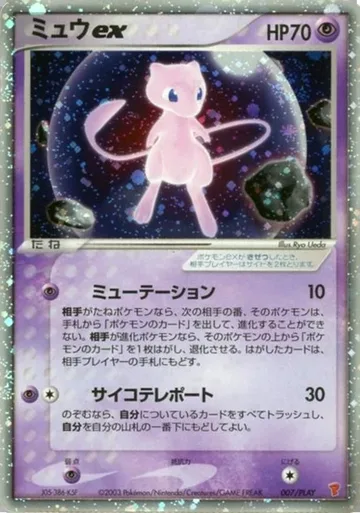 ミュウex HP70
たね
Illus. Ryo Ueda
ポケモンexがきぜつしたとき、
相手プレイヤーはサイドを2枚とります。
ミューテーション 10
相手がたねポケモンなら、次の相手の番、そのポケモンは、
手札から「ポケモンのカード」を出して、進化することができ
ない。相手が進化ポケモンなら、そのポケモンの上から「ポケ
モンのカード」を1枚はがし、退化させる。はがしたカードは、
相手プレイヤーの手札にもどす。
サイコテレポート 30
のぞむなら、自分についているカードをすべてトラッシュし、
自分を自分の山札の一番下にもどしてよい。
弱点 抵抗力 にげる
J05-386-KSF ©2003 Pokémon/Nintendo/Creatures/GAME FREAK 007/PLAY